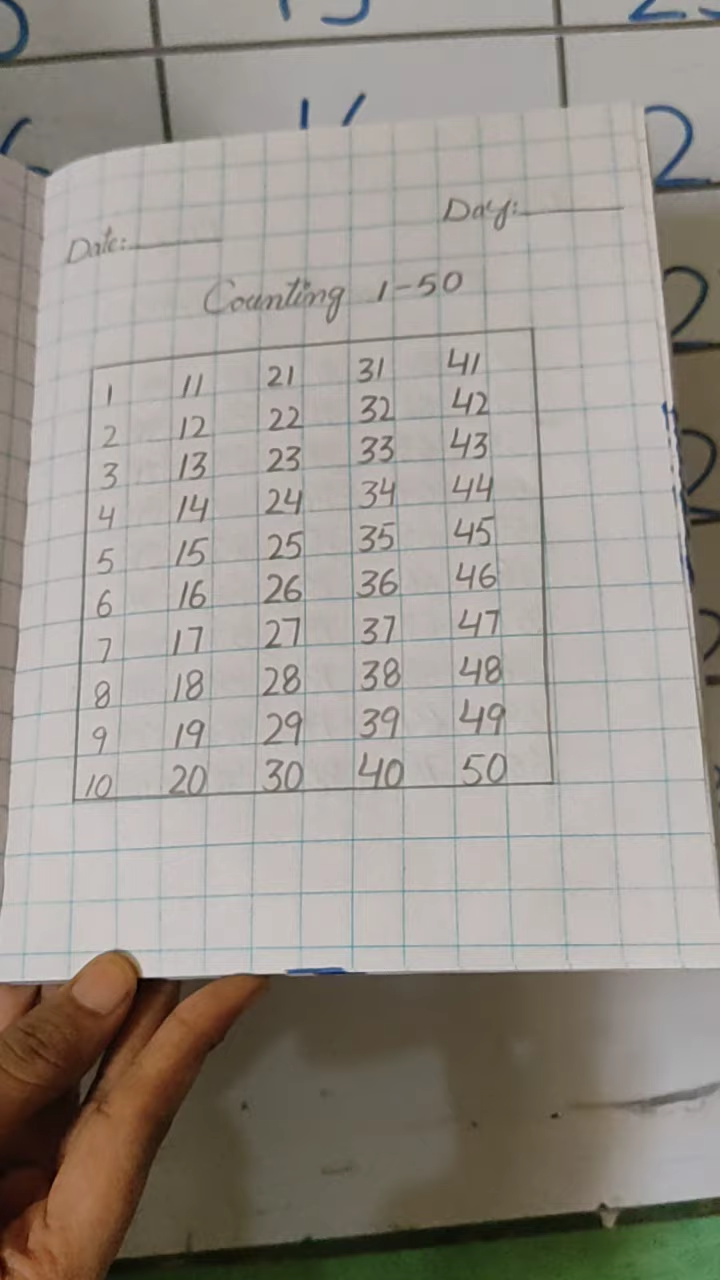 Date: Day:
Counting 1-50
1 11 21 31 41
2 12 22 32 42
3 13 23 33 43
4 14 24 34 44
5 15 25 35 45
6 16 26 36 46
7 17 27 37 47
8 18 28 38 48
9 19 29 39 49
10 20 30 40 50